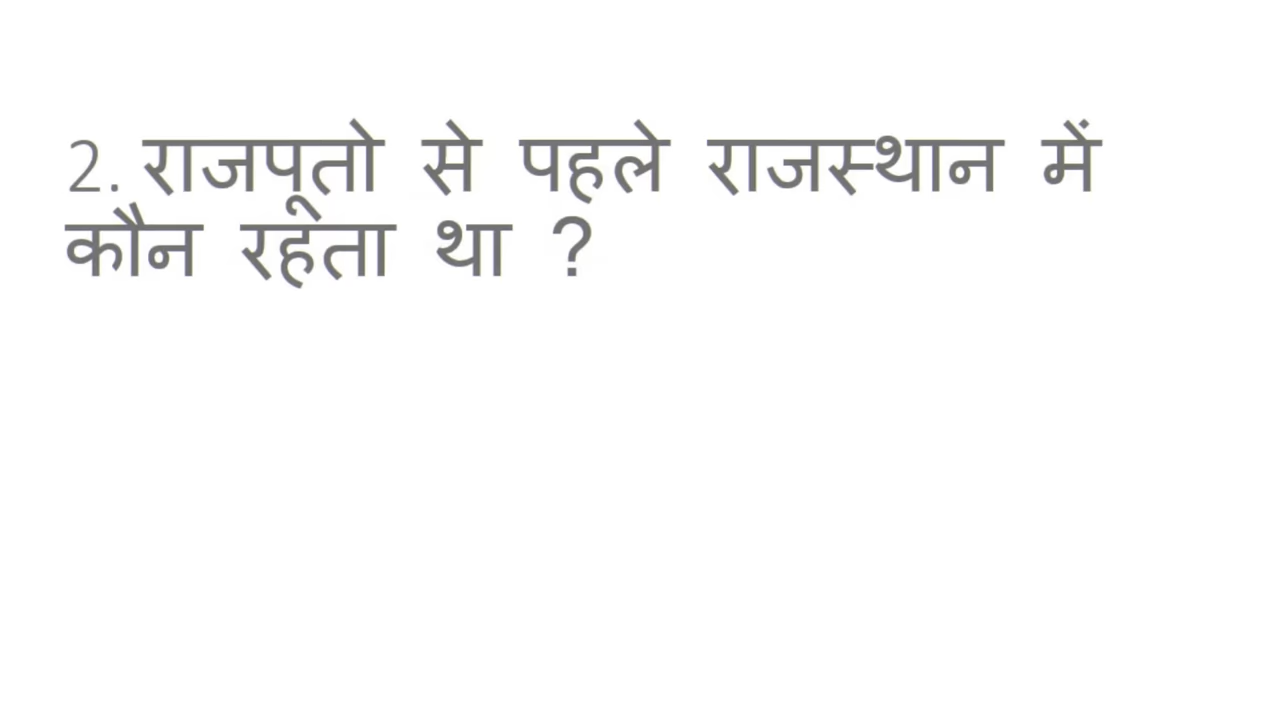 2. राजपूतो से पहले राजस्थान में
कौन रहता था ?